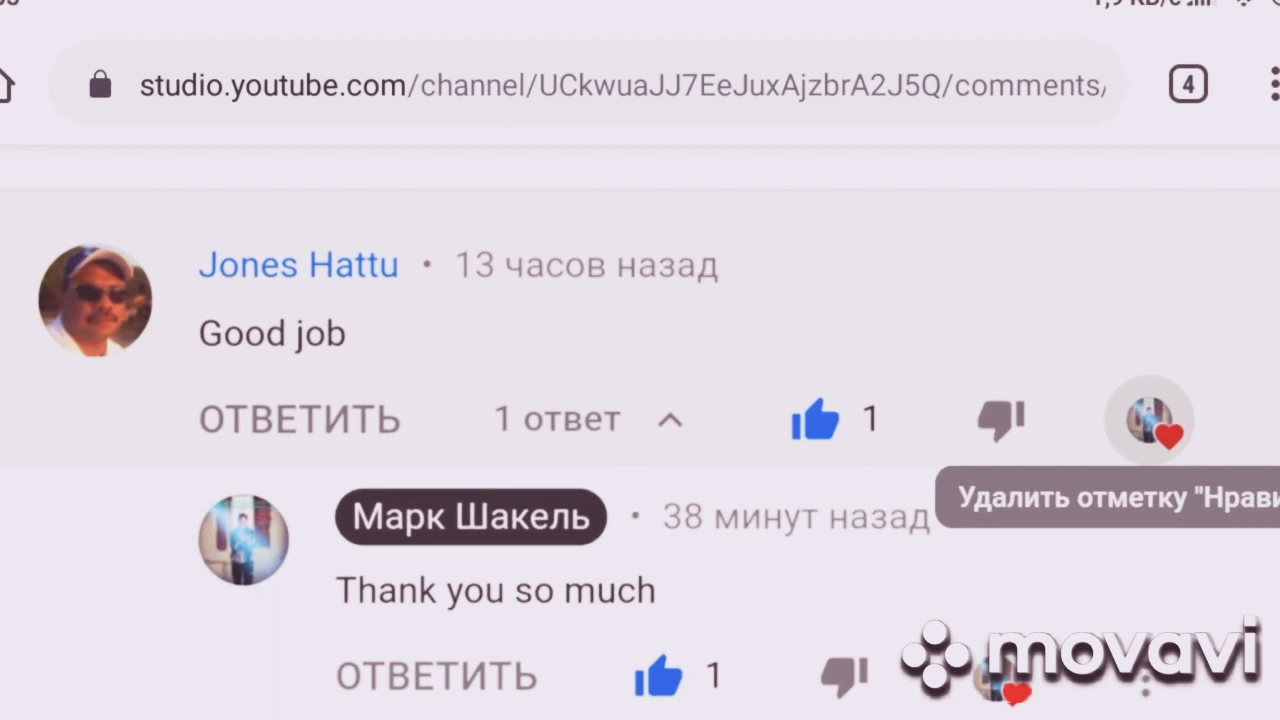 studio.youtube.com/channel/UCkwuaJJ7EeJuxAjzbrA2J5Q/comments/
4
Jones Hattu • 13 часов назад
Good job
ОТВЕТИТЬ 1 ответ 1
Удалить отметку "Нрави
Марк Шакель • 38 минут назад
Thank you so much
ОТВЕТИТЬ 1
movavi